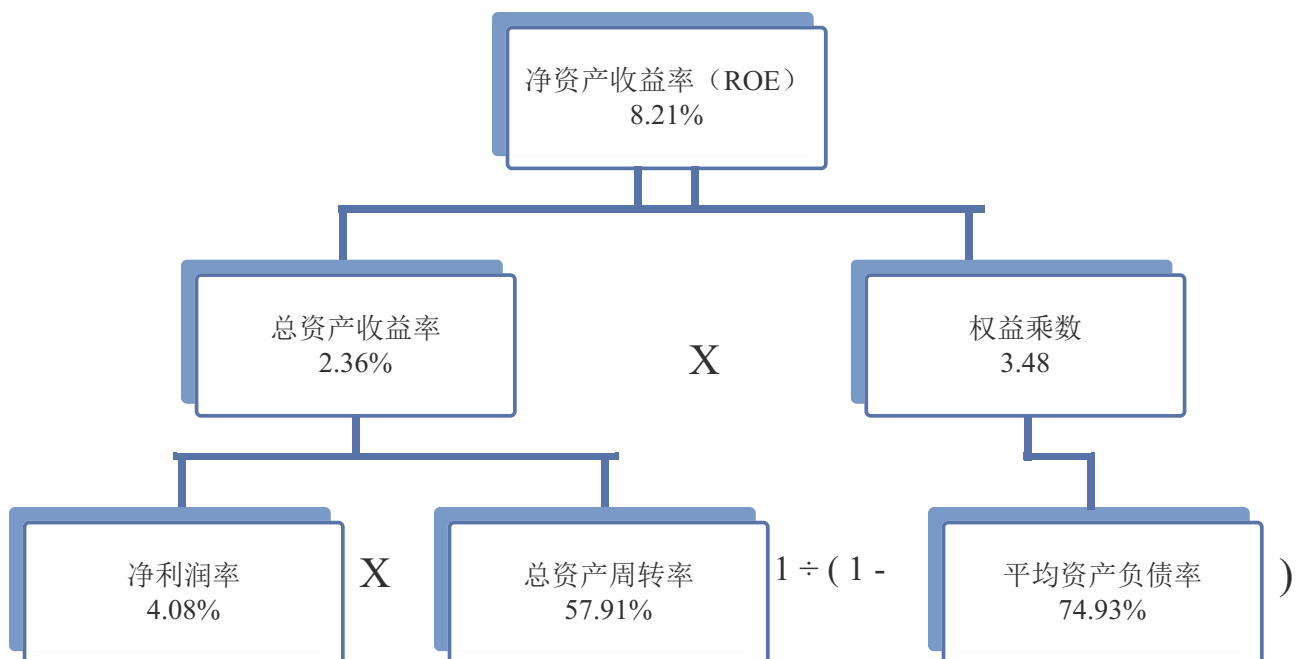 净资产收益率（ROE）
8.21%
总资产收益率
2.36%
X
权益乘数
3.48
净利润率
4.08%
X
总资产周转率
57.91%
1 ÷ ( 1 -
平均资产负债率
74.93%
)